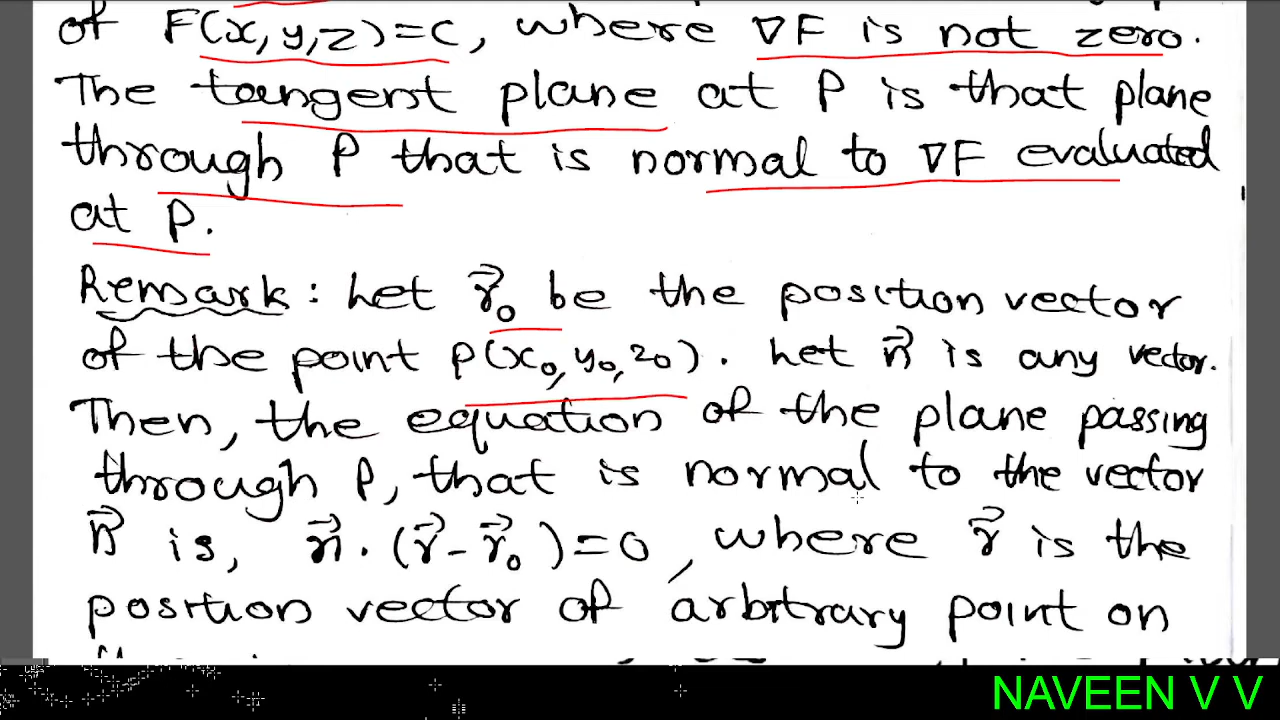 of F(x,y,z)=c, where ∇F is not zero.
The tangent plane at P is that plane
through P that is normal to ∇F evaluated
at P.
Remark: Let r⃗₀ be the position vector
of the point P(x₀,y₀,z₀). Let n⃗ is any vector.
Then, the equation of the plane passing
through P, that is normal to the vector
n⃗ is, n⃗·(r⃗-r⃗₀)=0, where r⃗ is the
position vector of arbitrary point on
NAVEEN V V